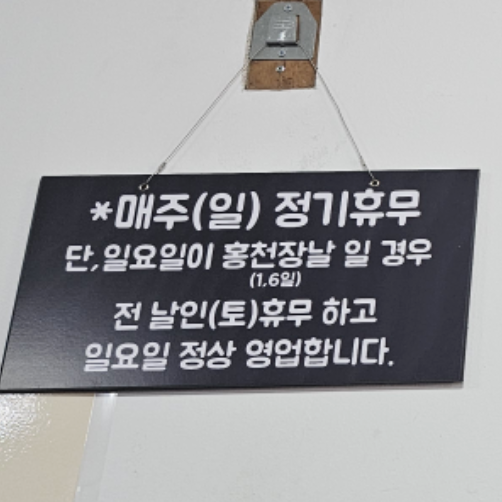 *매주(일) 정기휴무
단,일요일이 홍천장날 일 경우
(1,6일)
전 날인(토)휴무 하고
일요일 정상 영업합니다.